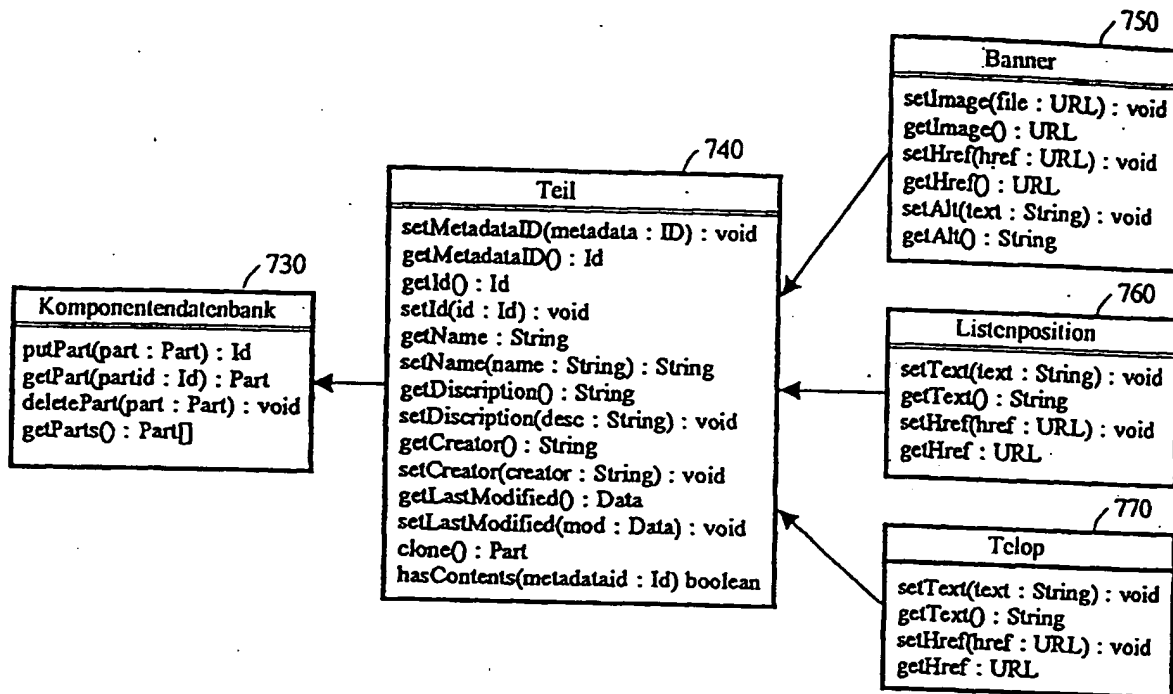 730
Komponentendatenbank
putPart(part : Part) : Id
getPart(partid : Id) : Part
deletePart(part : Part) : void
getParts() : Part[]
740
Teil
setMetadataID(metadata : ID) : void
getMetadataID() : Id
getId() : Id
setId(id : Id) : void
getName : String
setName(name : String) : String
getDiscription() : String
setDiscription(desc : String) : void
getCreator() : String
setCreator(creator : String) : void
getLastModified() : Data
setLastModified(mod : Data) : void
clone() : Part
hasContents(metadataid : Id) boolean
750
Banner
setImage(file : URL) : void
getImage() : URL
setHref(href : URL) : void
getHref() : URL
setAlt(text : String) : void
getAlt() : String
760
Listenposition
setText(text : String) : void
getText() : String
setHref(href : URL) : void
getHref : URL
770
Telop
setText(text : String) : void
getText() : String
setHref(href : URL) : void
getHref : URL